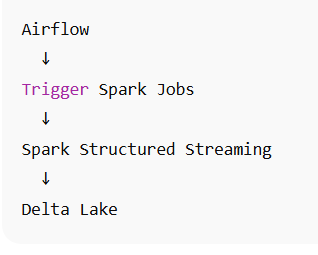 Airflow
↓
Trigger Spark Jobs
↓
Spark Structured Streaming
↓
Delta Lake